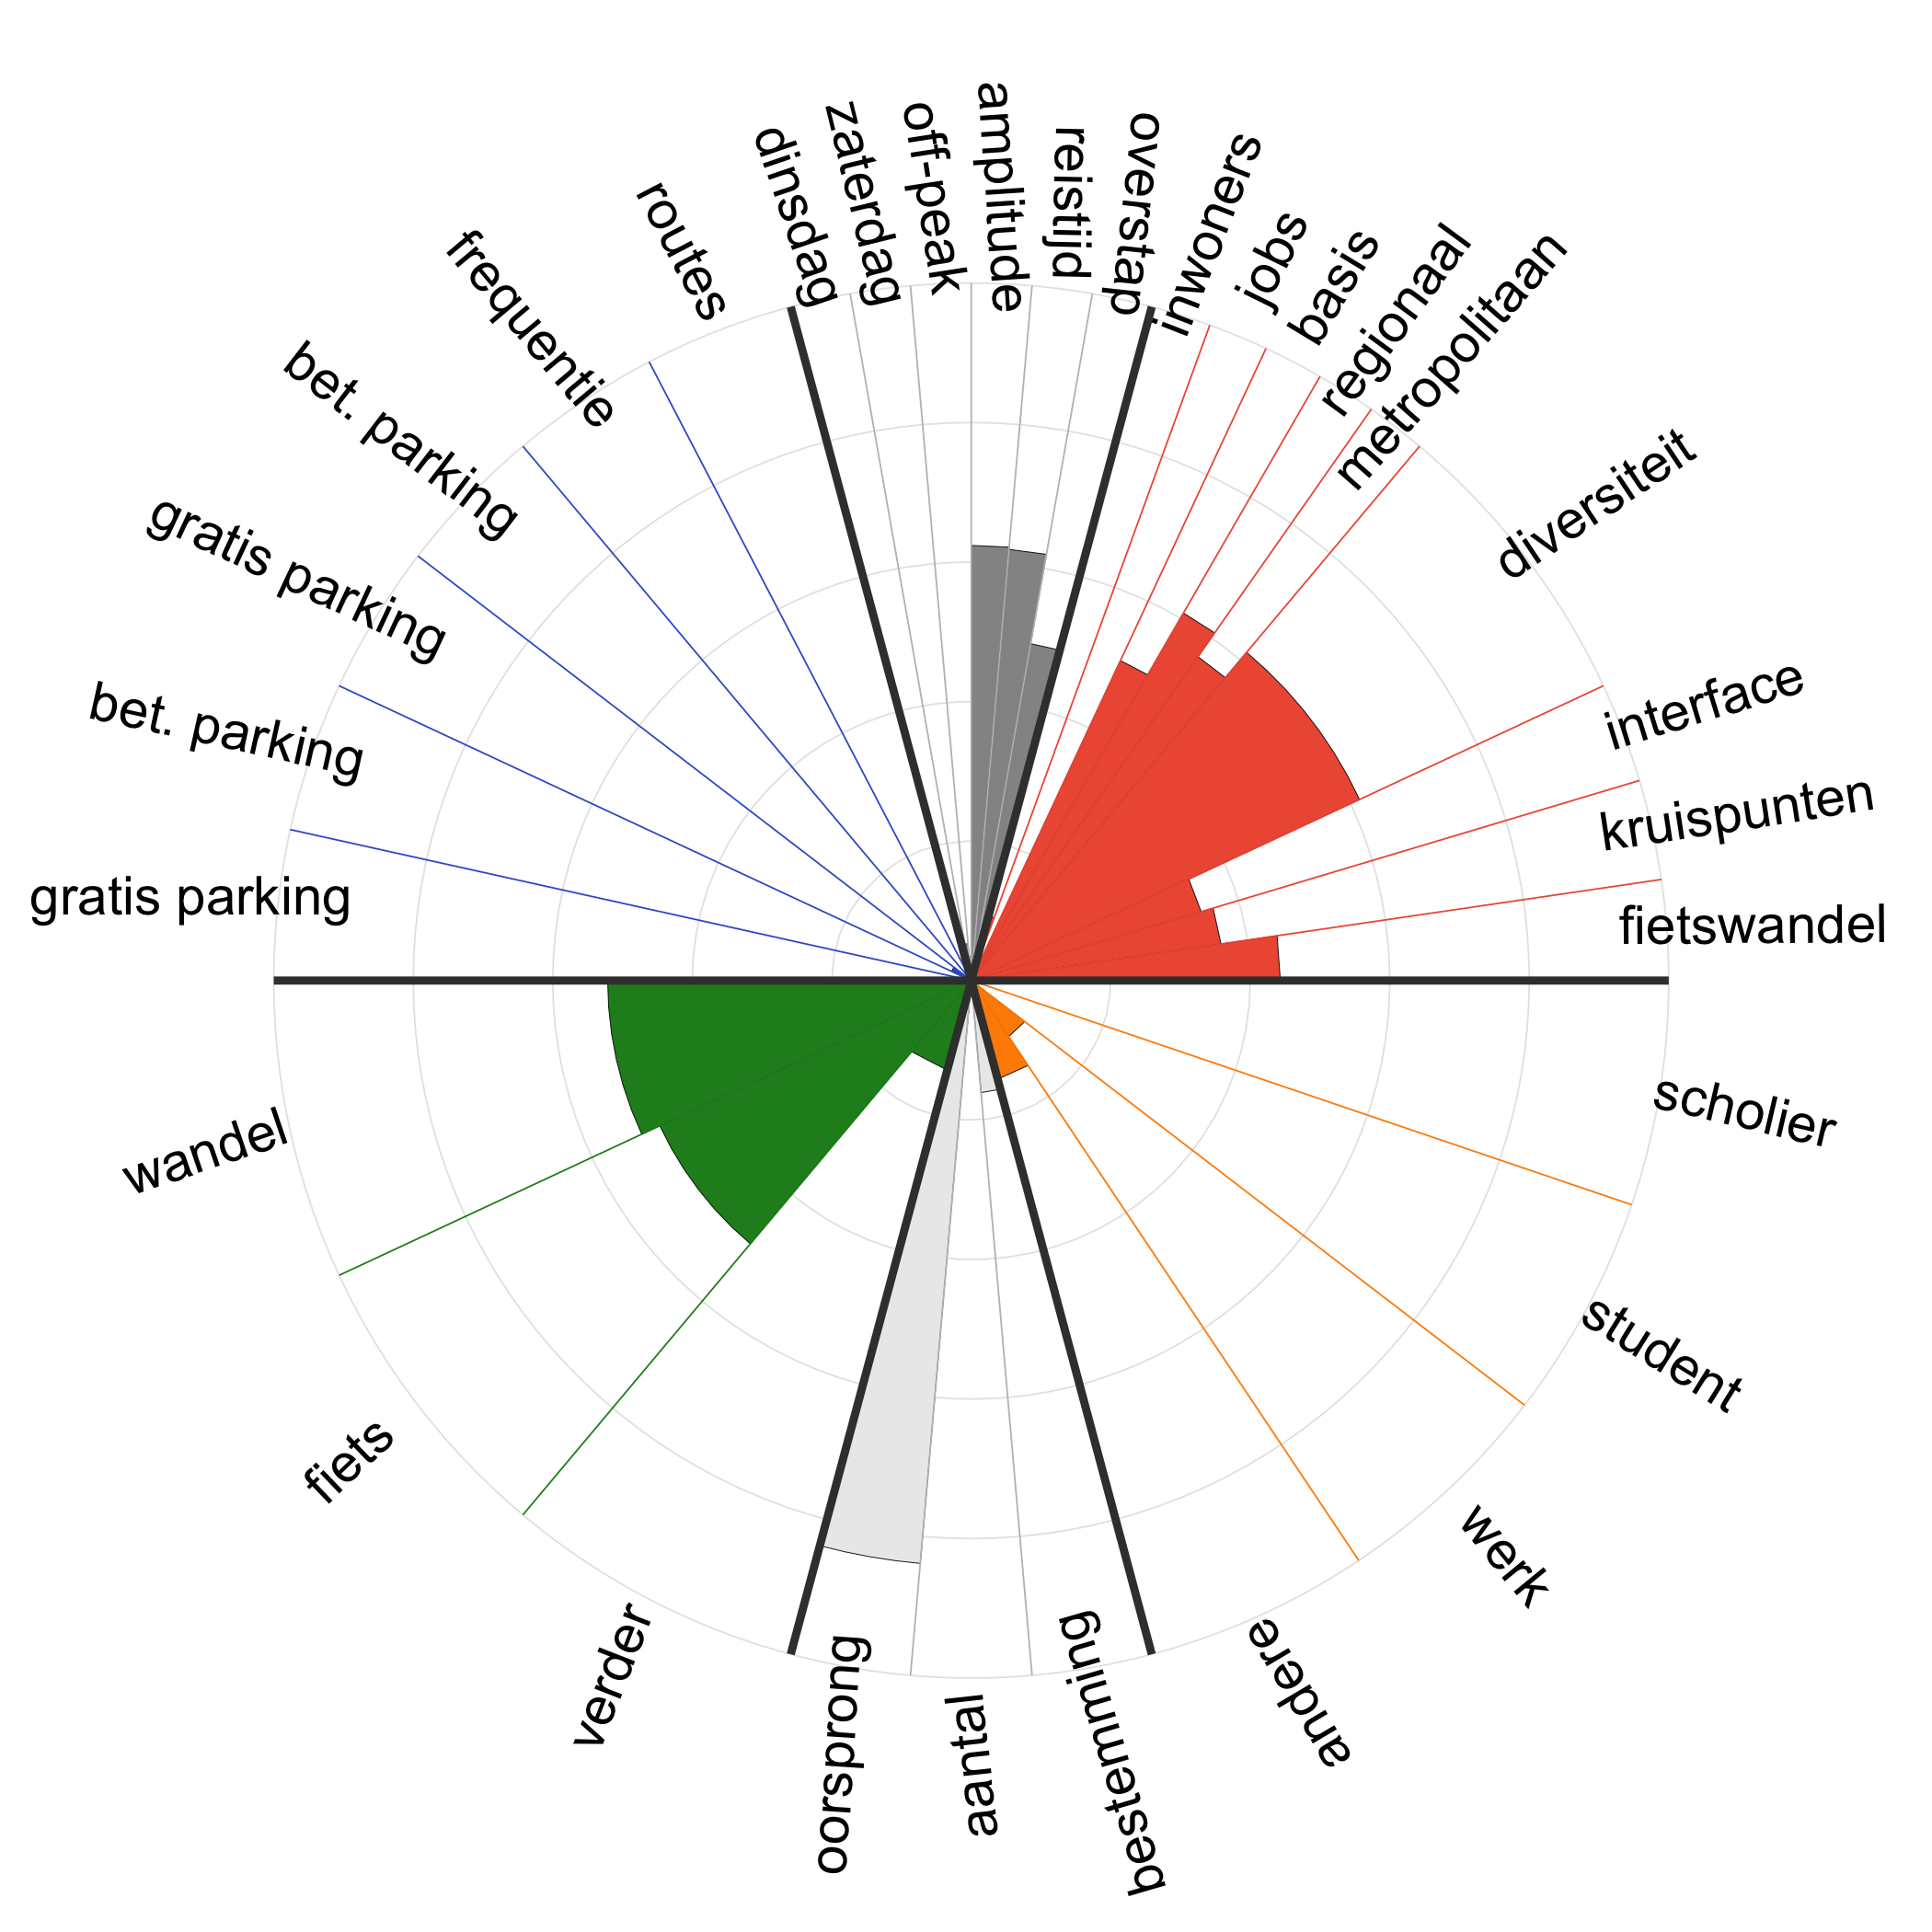 dinsdag
zaterdag
off-peak
amplitude
reistijd
overstap
inwoners
jobs
basis
regionaal
metropolitaan
diversiteit
interface
kruispunten
fietswandel
scholier
student
werk
andere
bestemming
aantal
oorsprong
verder
fiets
wandel
gratis parking
bet. parking
gratis parking
bet. parking
frequentie
routes